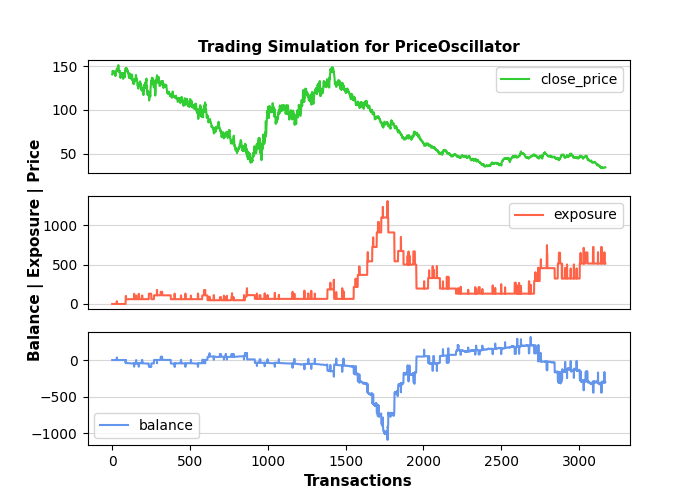 Trading Simulation for PriceOscillator
150
100
50
close_price
1000
500
0
exposure
0
−500
−1000
balance
0
500
1000
1500
2000
2500
3000
Transactions
Balance | Exposure | Price